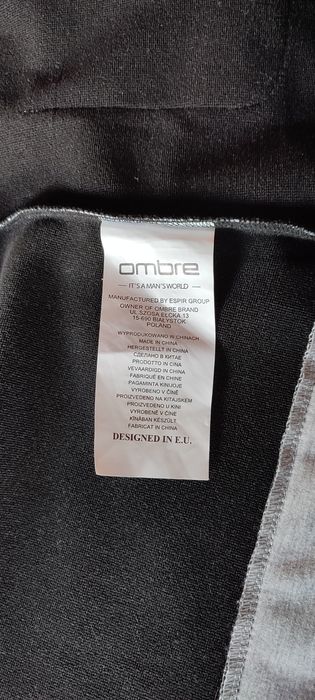 ombre
— IT'S A MAN'S WORLD —
MANUFACTURED BY ESPIR GROUP
OWNER OF OMBRE BRAND
UL SZOSA EŁCKA 13
15-690 BIAŁYSTOK
POLAND
WYPRODUKOWANO W CHINACH
MADE IN CHINA
HERGESTELLT IN CHINA
СДЕЛАНО В КИТАЕ
PRODOTTO IN CINA
VEVAARDIGD IN CHINA
FABRIQUÉ EN CHINE
PAGAMINTA KINIJOJE
VYROBENO V ČÍNĚ
PROIZVEDENO NA KITAJSKEM
PROIZVEDENO U KINI
VYROBENÉ V ČÍNE
KÍNÁBAN KÉSZÜLT
FABRICAT IN CHINA
DESIGNED IN E.U.